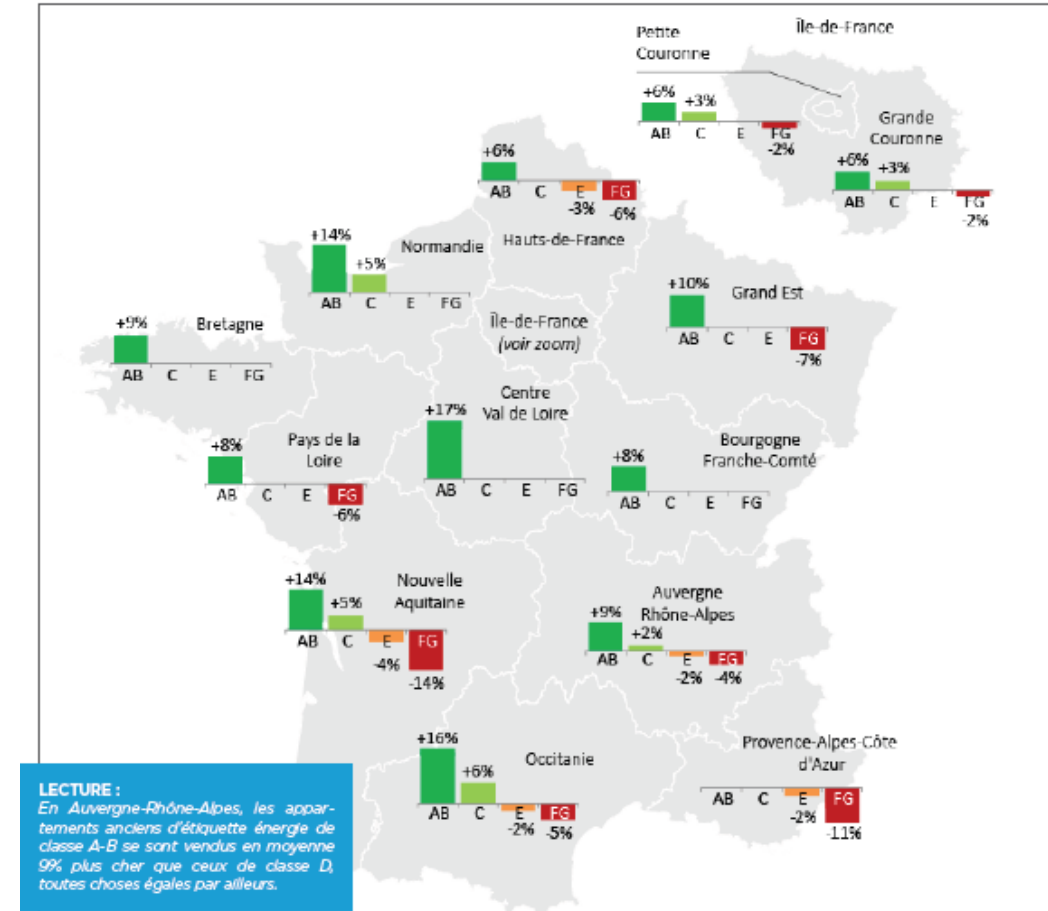 Île-de-France
Petite
Couronne
+6%
+3%
AB
C
E
FG
-2%
Grande
Couronne
+6%
+3%
AB
C
E
FG
-2%
+6%
AB
C
E
FG
-3%
-6%
Hauts-de-France
+14%
Normandie
+5%
AB
C
E
FG
+10%
Grand Est
AB
C
E
FG
-7%
Île-de-France
(voir zoom)
+9%
Bretagne
AB
C
E
FG
Centre
Val de Loire
+17%
AB
C
E
FG
+8%
Pays de la
Loire
AB
C
E
FG
-6%
Bourgogne
Franche-Comté
+8%
AB
C
E
FG
+14%
Nouvelle
Aquitaine
+5%
AB
C
E
FG
-4%
-14%
Auvergne
Rhône-Alpes
+9%
+2%
AB
C
E
FG
-2%
-4%
+16%
Occitanie
+6%
AB
C
E
FG
-2%
-5%
Provence-Alpes-Côte
d'Azur
AB
C
E
FG
-2%
-11%
LECTURE :
En Auvergne-Rhône-Alpes, les appar-
tements anciens d'étiquette énergie de
classe A-B se sont vendus en moyenne
9% plus cher que ceux de classe D,
toutes choses égales par ailleurs.